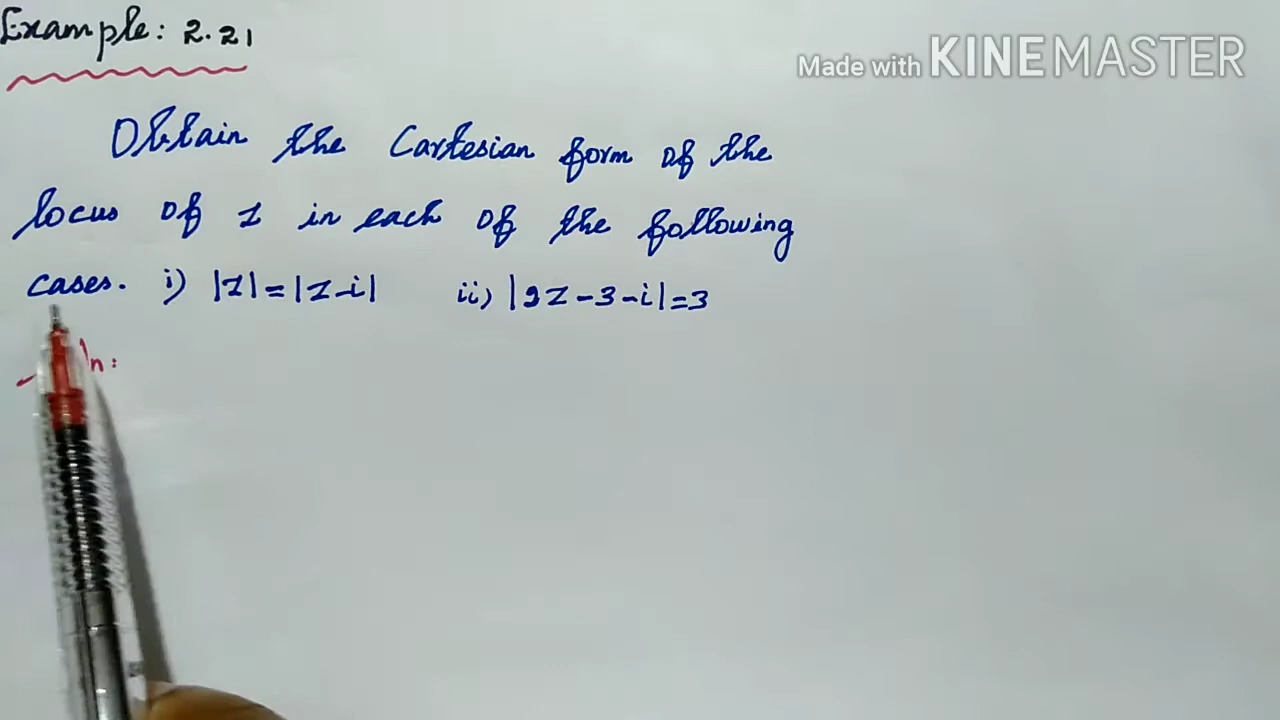 Example: 2.21
Made with KINEMASTER
Obtain the Cartesian form of the
locus of z in each of the following
cases. i) |z|=|z-i| ii) |2z-3-i|=3